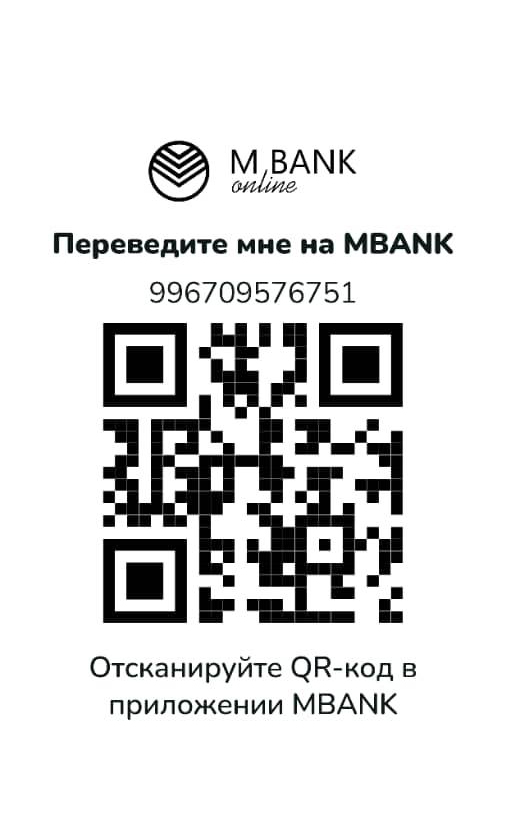 M BANK
online
Переведите мне на MBANK
996709576751
Отсканируйте QR-код в
приложении MBANK